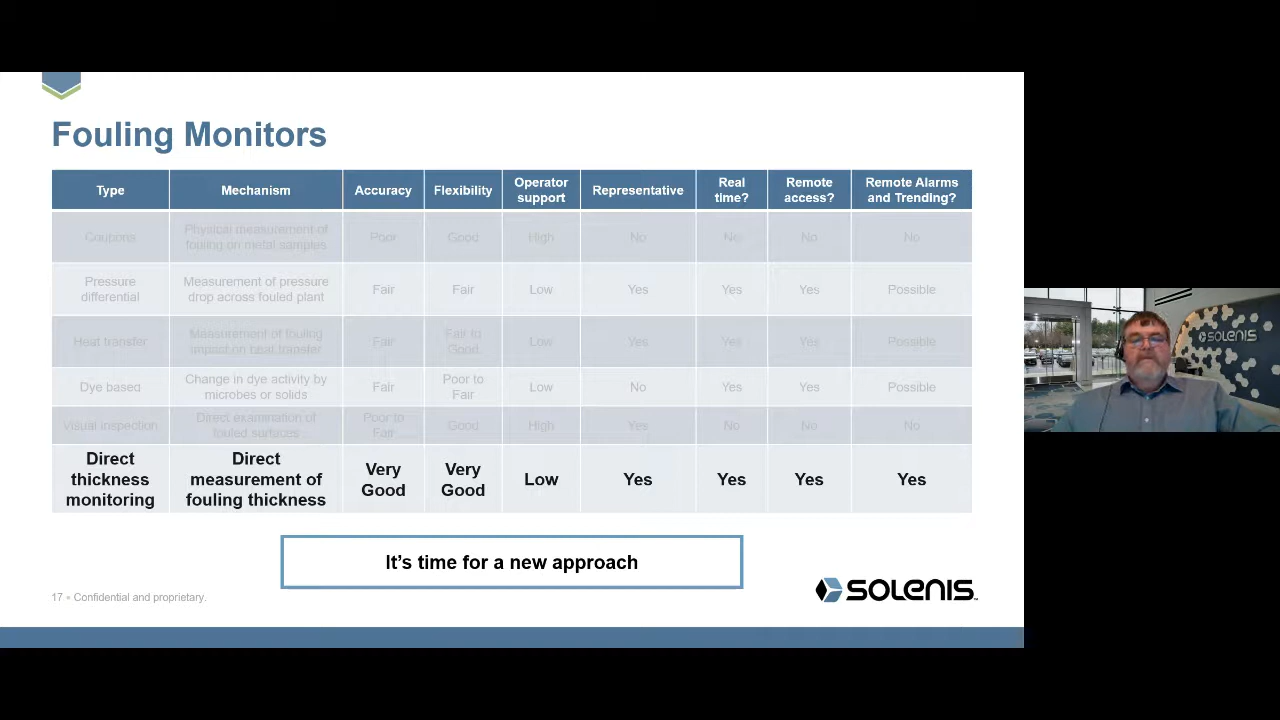 Fouling Monitors
Type Mechanism Accuracy Flexibility Operator support Representative Real time? Remote access? Remote Alarms and Trending?
Coupons Physical measurement of fouling on metal samples Poor Good High No No No No
Pressure differential Measurement of pressure drop across fouled plant Fair Fair Low Yes Yes Yes Possible
Heat transfer Measurement of fouling impact on heat transfer Fair Fair to Good Low Yes Yes Yes Possible
Dye based Change in dye activity by microbes or solids Fair Poor to Fair Low No Yes Yes Possible
Visual inspection Direct examination of fouled surfaces Poor to Fair Good High Yes No No No
Direct thickness monitoring Direct measurement of fouling thickness Very Good Very Good Low Yes Yes Yes Yes
It's time for a new approach
17 • Confidential and proprietary.
SOLENIS™
SOLENIS